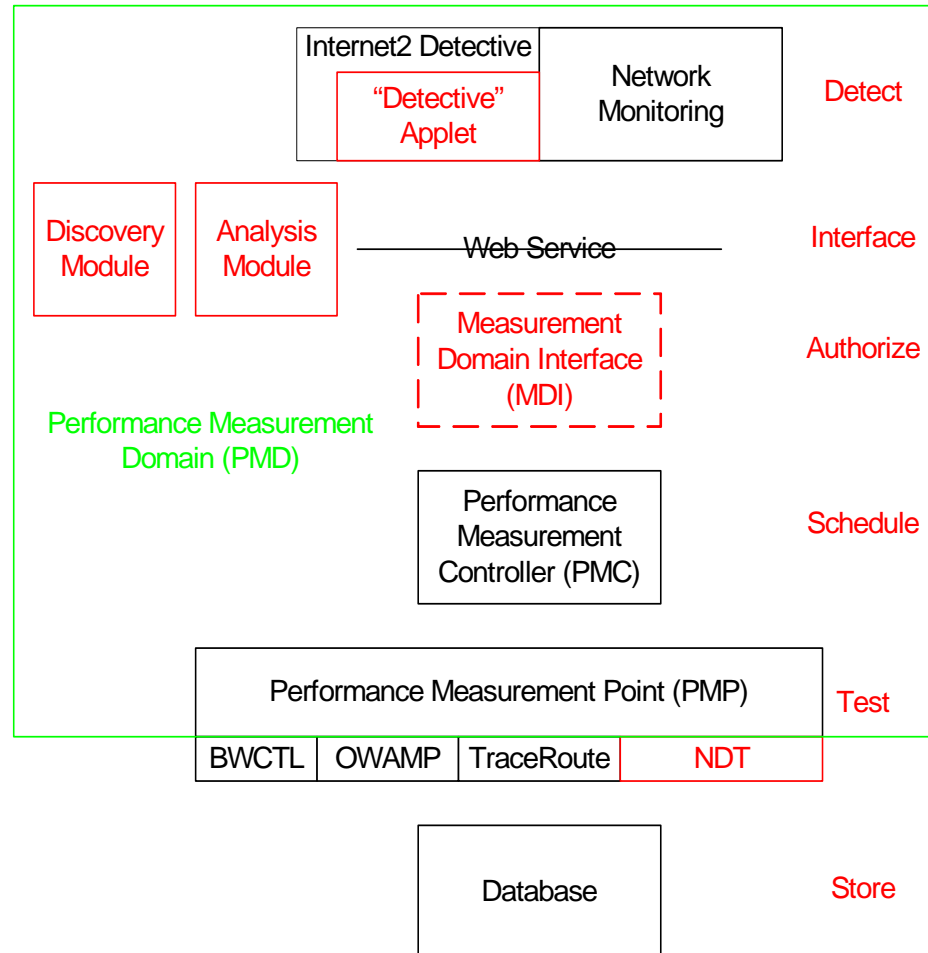 Internet2 Detective
“Detective”
Applet
Network
Monitoring
Detect
Discovery
Module
Analysis
Module
Web Service
Interface
Measurement
Domain Interface
(MDI)
Authorize
Performance Measurement
Domain (PMD)
Performance
Measurement
Controller (PMC)
Schedule
Performance Measurement Point (PMP)
Test
BWCTL
OWAMP
TraceRoute
NDT
Database
Store